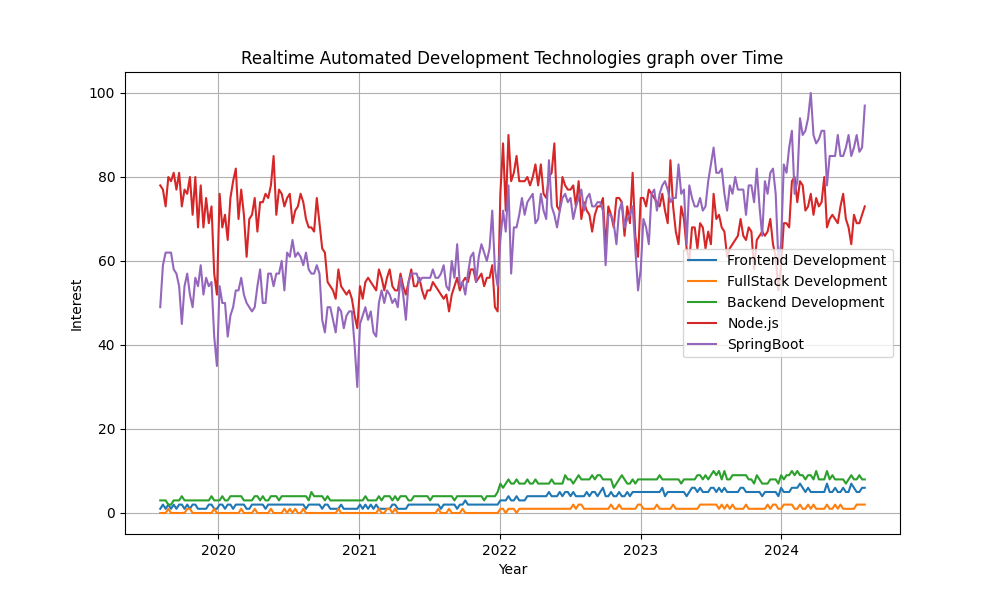 Realtime Automated Development Technologies graph over Time
Interest
100
80
60
40
20
0
Frontend Development
FullStack Development
Backend Development
Node.js
SpringBoot
2020
2021
2022
2023
2024
Year